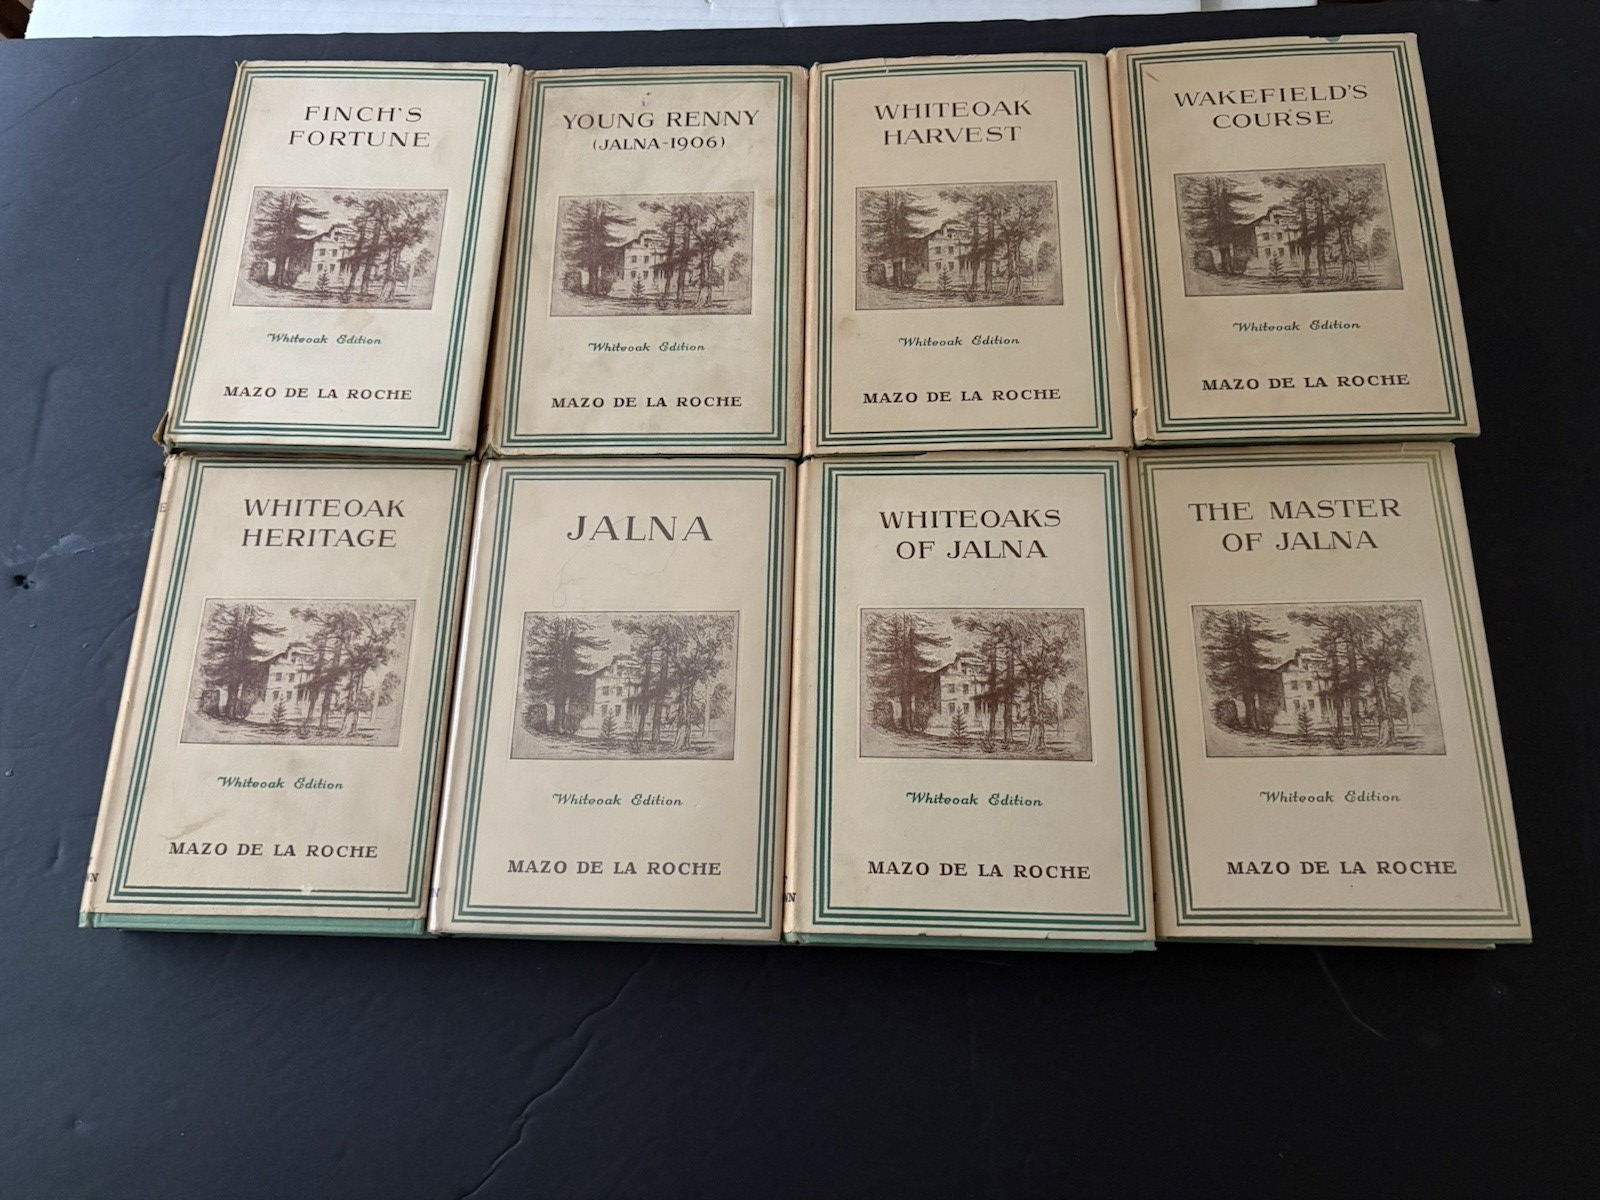 FINCH'S
FORTUNE
Whiteoak Edition
MAZO DE LA ROCHE
YOUNG RENNY
(JALNA-1906)
Whiteoak Edition
MAZO DE LA ROCHE
WHITEOAK
HARVEST
Whiteoak Edition
MAZO DE LA ROCHE
WAKEFIELD'S
COURSE
Whiteoak Edition
MAZO DE LA ROCHE
WHITEOAK
HERITAGE
Whiteoak Edition
MAZO DE LA ROCHE
JALNA
Whiteoak Edition
MAZO DE LA ROCHE
WHITEOAKS
OF JALNA
Whiteoak Edition
MAZO DE LA ROCHE
THE MASTER
OF JALNA
Whiteoak Edition
MAZO DE LA ROCHE